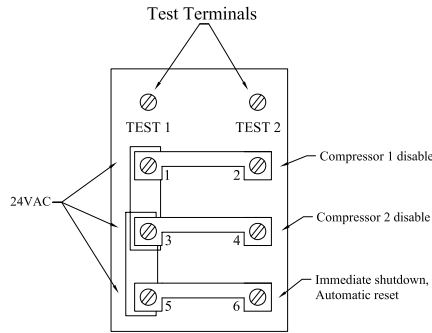 Test Terminals
TEST 1 TEST 2
1 2 Compressor 1 disable
24VAC
3 4 Compressor 2 disable
5 6 Immediate shutdown,
Automatic reset